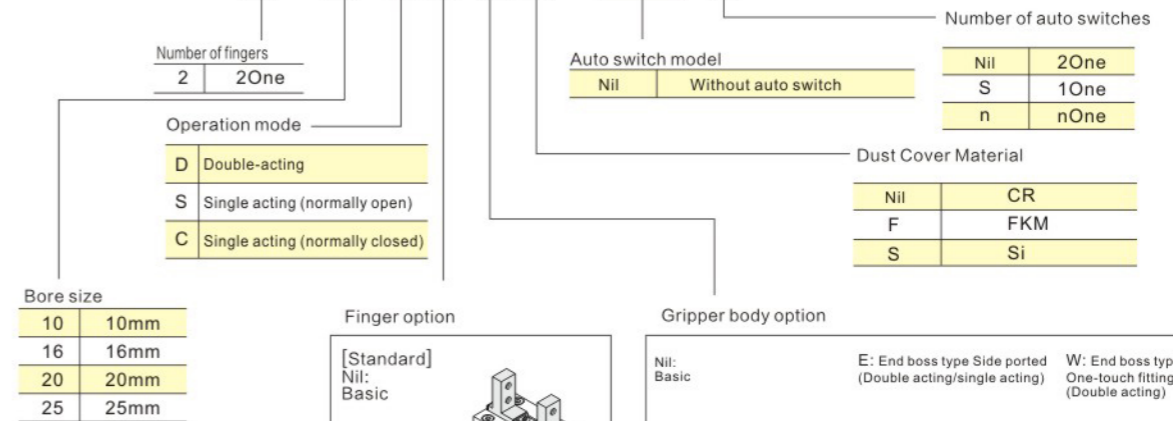 Number of auto switches
Number of fingers
2 2One
Auto switch model
Nil Without auto switch
Nil 2One
S 1One
n nOne
Operation mode
D Double-acting
S Single acting (normally open)
C Single acting (normally closed)
Dust Cover Material
Nil CR
F FKM
S Si
Bore size
10 10mm
16 16mm
20 20mm
25 25mm
Finger option
[Standard]
Nil:
Basic
Gripper body option
Nil:
Basic
E: End boss type Side ported
(Double acting/single acting)
W: End boss typ
One-touch fitting
(Double acting)